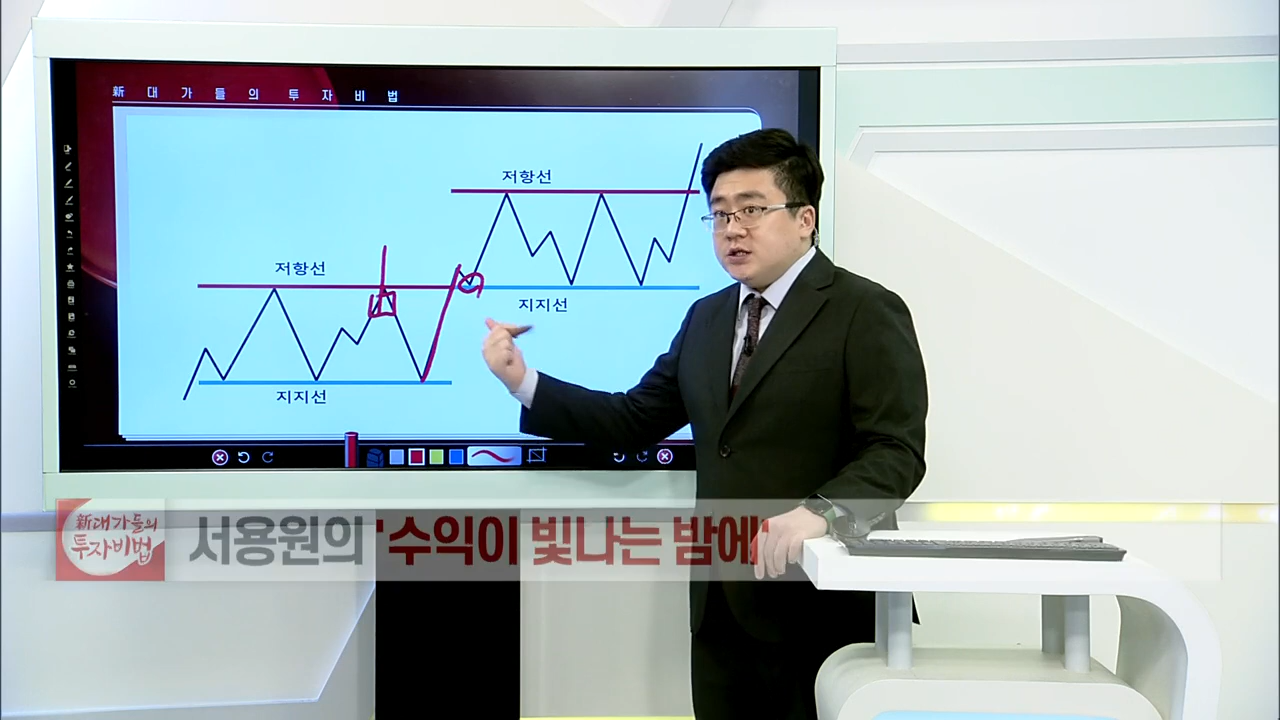 新 대 가 들 의 투 자 비 법
저항선
저항선
지지선
지지선
新대가들의
투자비법
서용원의 '수익이 빛나는 밤에'